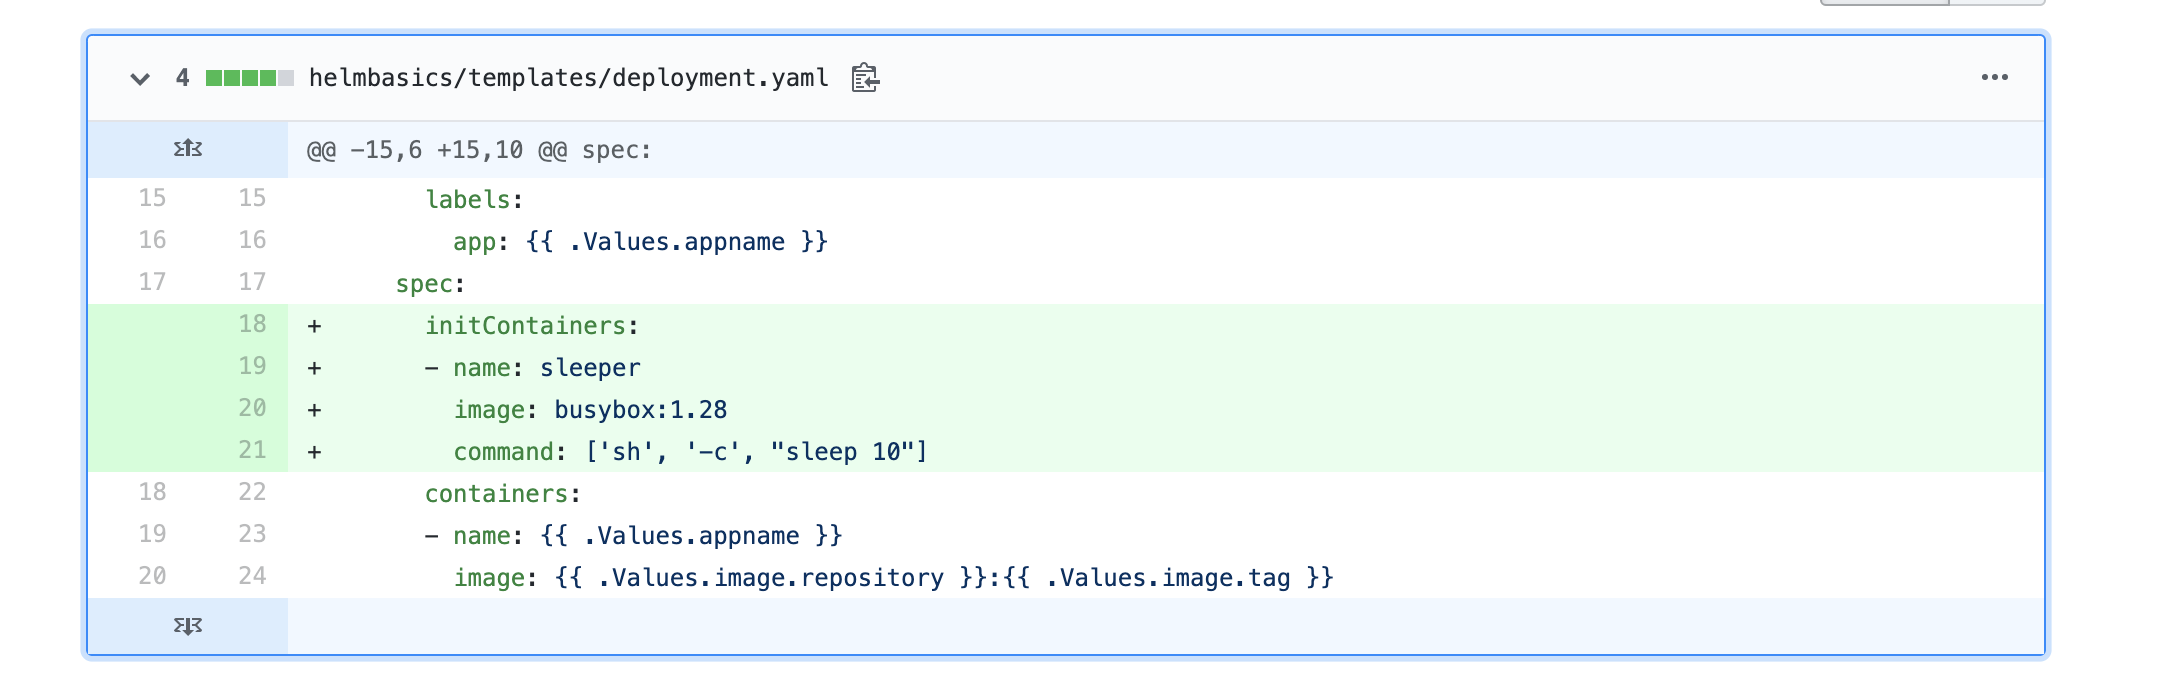 4 helmbasics/templates/deployment.yaml
@@ -15,6 +15,10 @@ spec:
15 15 labels:
16 16 app: {{ .Values.appname }}
17 17 spec:
18 + initContainers:
19 + - name: sleeper
20 + image: busybox:1.28
21 + command: ['sh', '-c', "sleep 10"]
18 22 containers:
19 23 - name: {{ .Values.appname }}
20 24 image: {{ .Values.image.repository }}:{{ .Values.image.tag }}